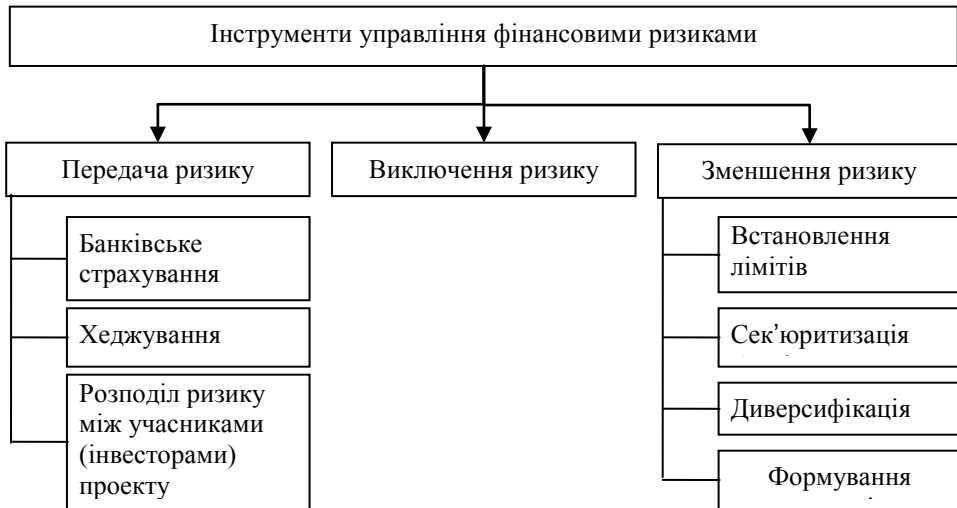 Інструменти управління фінансовими ризиками
Передача ризику
Виключення ризику
Зменшення ризику
Банківське
страхування
Хеджування
Розподіл ризику
між учасниками
(інвесторами)
проекту
Встановлення
лімітів
Сек’юритизація
Диверсифікація
Формування